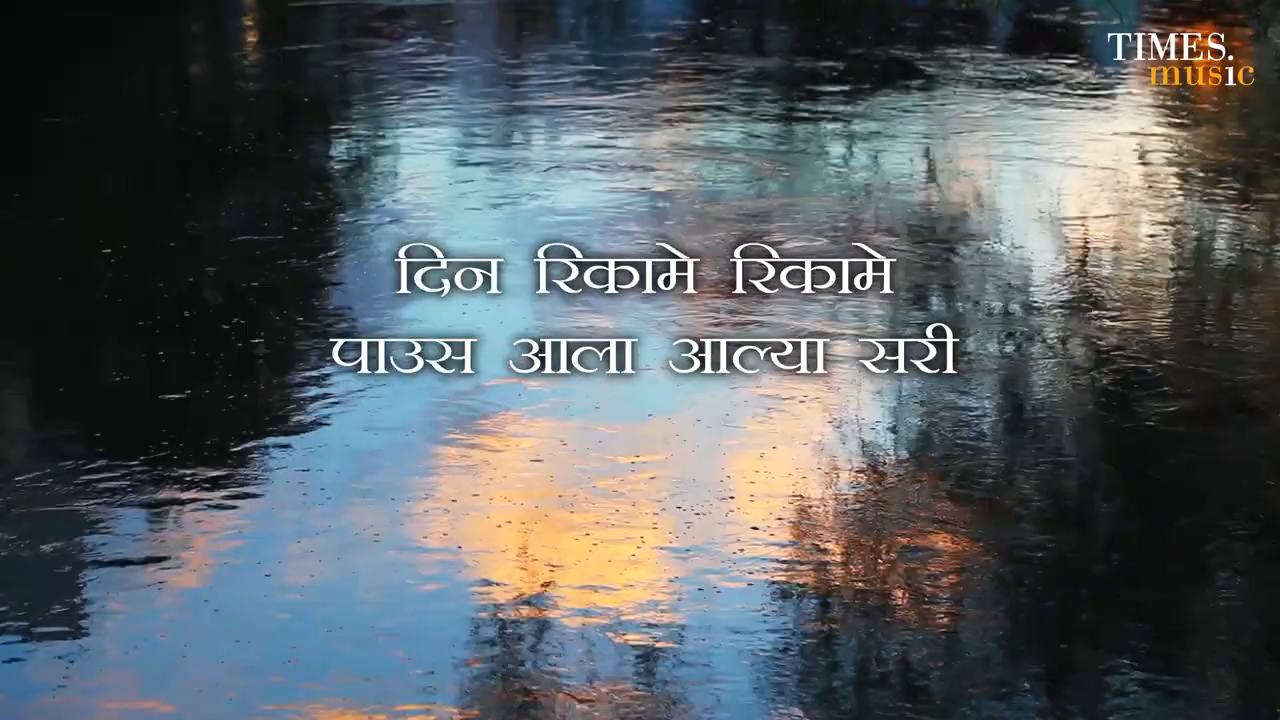 TIMES.
music
दिन रिकामे रिकामे
पाउस आला आल्या सरी